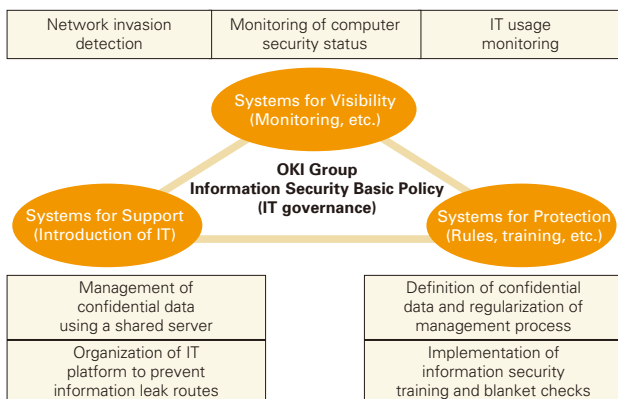 Network invasion
detection
Monitoring of computer
security status
IT usage
monitoring
Systems for Visibility
(Monitoring, etc.)
OKI Group
Information Security Basic Policy
(IT governance)
Systems for Support
(Introduction of IT)
Systems for Protection
(Rules, training, etc.)
Management of
confidential data
using a shared server
Organization of IT
platform to prevent
information leak routes
Definition of confidential
data and regularization of
management process
Implementation of
information security
training and blanket checks